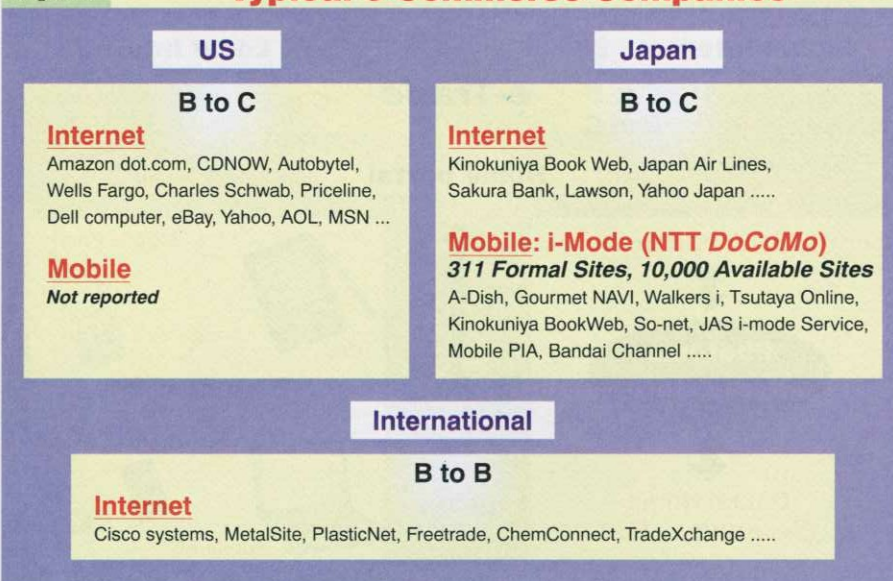 Typical e-Commerce Companies
US
B to C
Internet
Amazon dot.com, CDNOW, Autobytel,
Wells Fargo, Charles Schwab, Priceline,
Dell computer, eBay, Yahoo, AOL, MSN ...
Mobile
Not reported
Japan
B to C
Internet
Kinokuniya Book Web, Japan Air Lines,
Sakura Bank, Lawson, Yahoo Japan .....
Mobile: i-Mode (NTT DoCoMo)
311 Formal Sites, 10,000 Available Sites
A-Dish, Gourmet NAVI, Walkers i, Tsutaya Online,
Kinokuniya BookWeb, So-net, JAS i-mode Service,
Mobile PIA, Bandai Channel .....
International
B to B
Internet
Cisco systems, MetalSite, PlasticNet, Freetrade, ChemConnect, TradeXchange .....